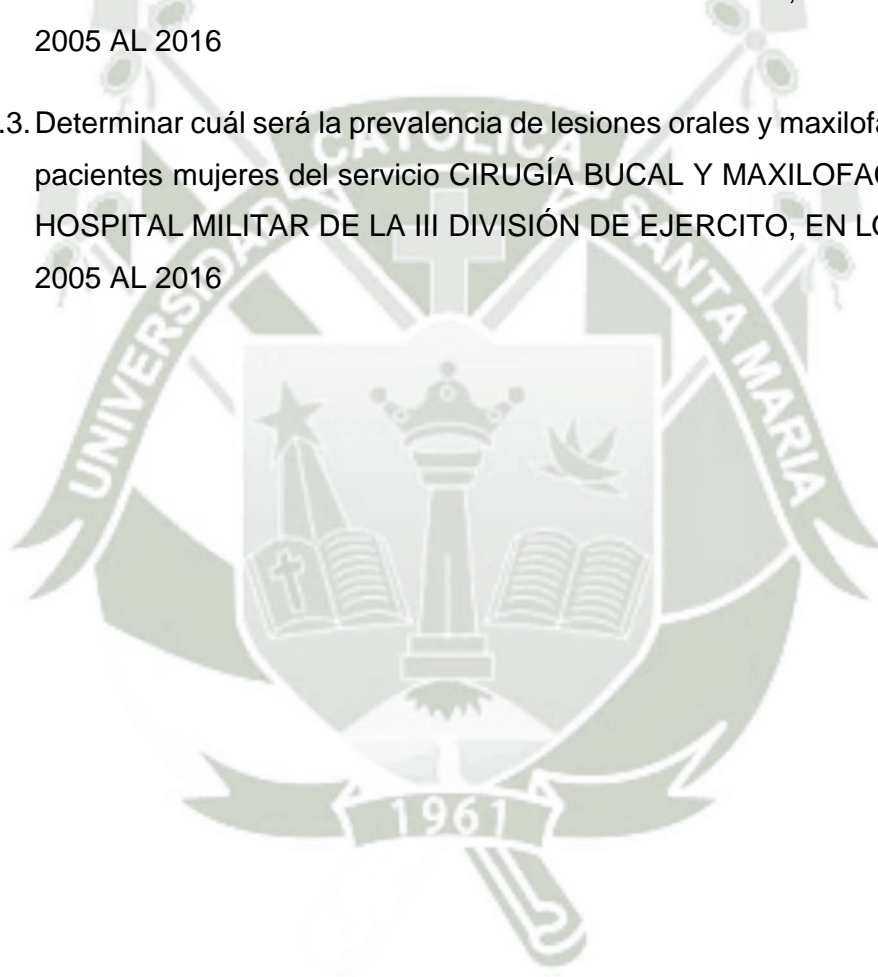 2005 AL 2016
.3. Determinar cuál será la prevalencia de lesiones orales y maxilofa
pacientes mujeres del servicio CIRUGÍA BUCAL Y MAXILOFA
HOSPITAL MILITAR DE LA III DIVISIÓN DE EJERCITO, EN LO
2005 AL 2016
UNIVERSIDAD CATOLICA SANTA MARIA
1961